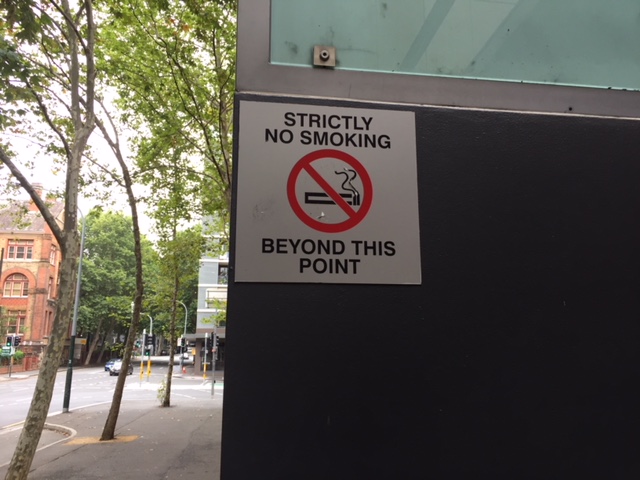 STRICTLY
NO SMOKING
BEYOND THIS
POINT